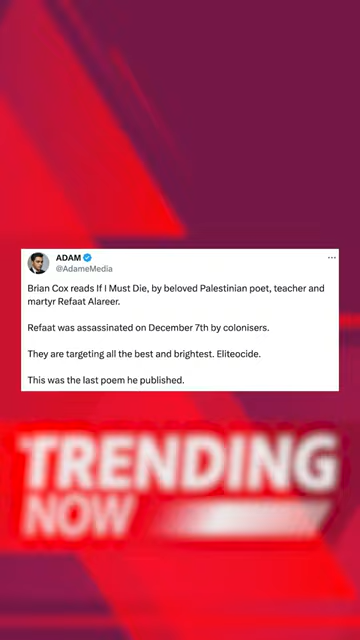 ADAM
@AdameMedia
Brian Cox reads If I Must Die, by beloved Palestinian poet, teacher and
martyr Refaat Alareer.
Refaat was assassinated on December 7th by colonisers.
They are targeting all the best and brightest. Eliteocide.
This was the last poem he published.
TRENDING
NOW